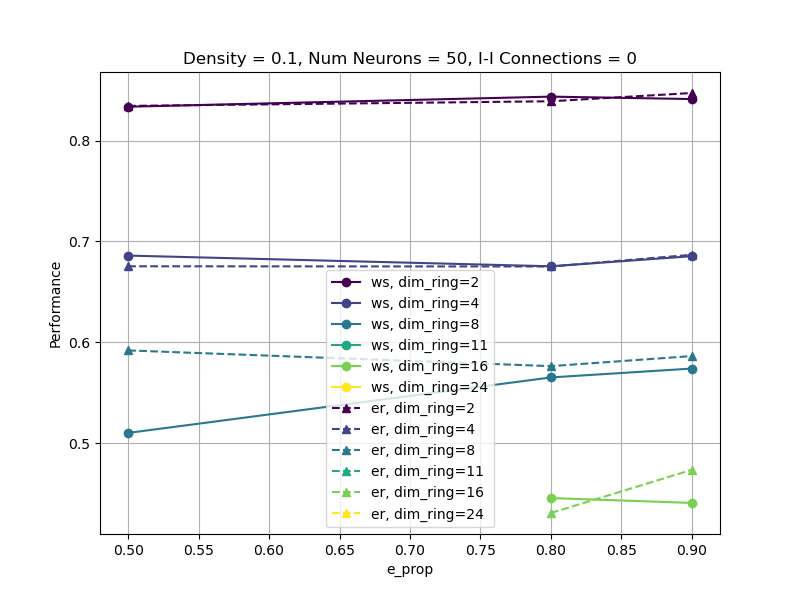 Density = 0.1, Num Neurons = 50, I-I Connections = 0
Performance
0.8
0.7
0.6
0.5
ws, dim_ring=2
ws, dim_ring=4
ws, dim_ring=8
ws, dim_ring=11
ws, dim_ring=16
ws, dim_ring=24
er, dim_ring=2
er, dim_ring=4
er, dim_ring=8
er, dim_ring=11
er, dim_ring=16
er, dim_ring=24
0.50 0.55 0.60 0.65 0.70 0.75 0.80 0.85 0.90
e_prop